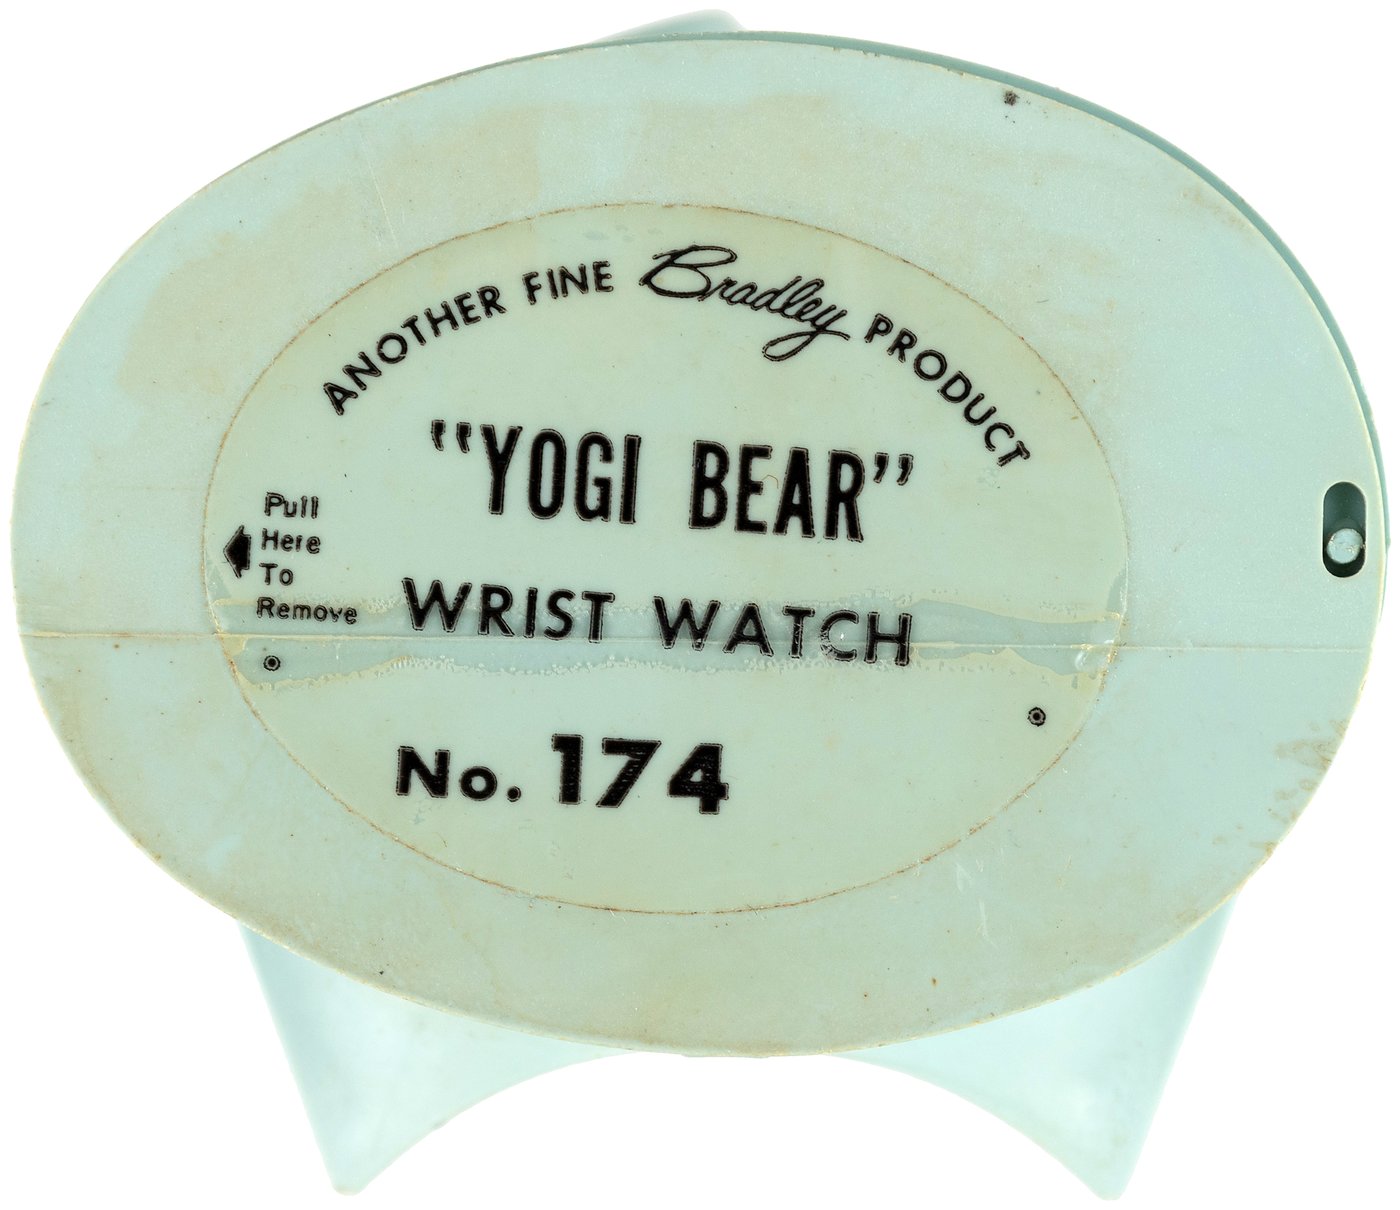 ANOTHER FINE Bradley PRODUCT
"YOGI BEAR"
Pull
Here
To
Remove
WRIST WATCH
No. 174